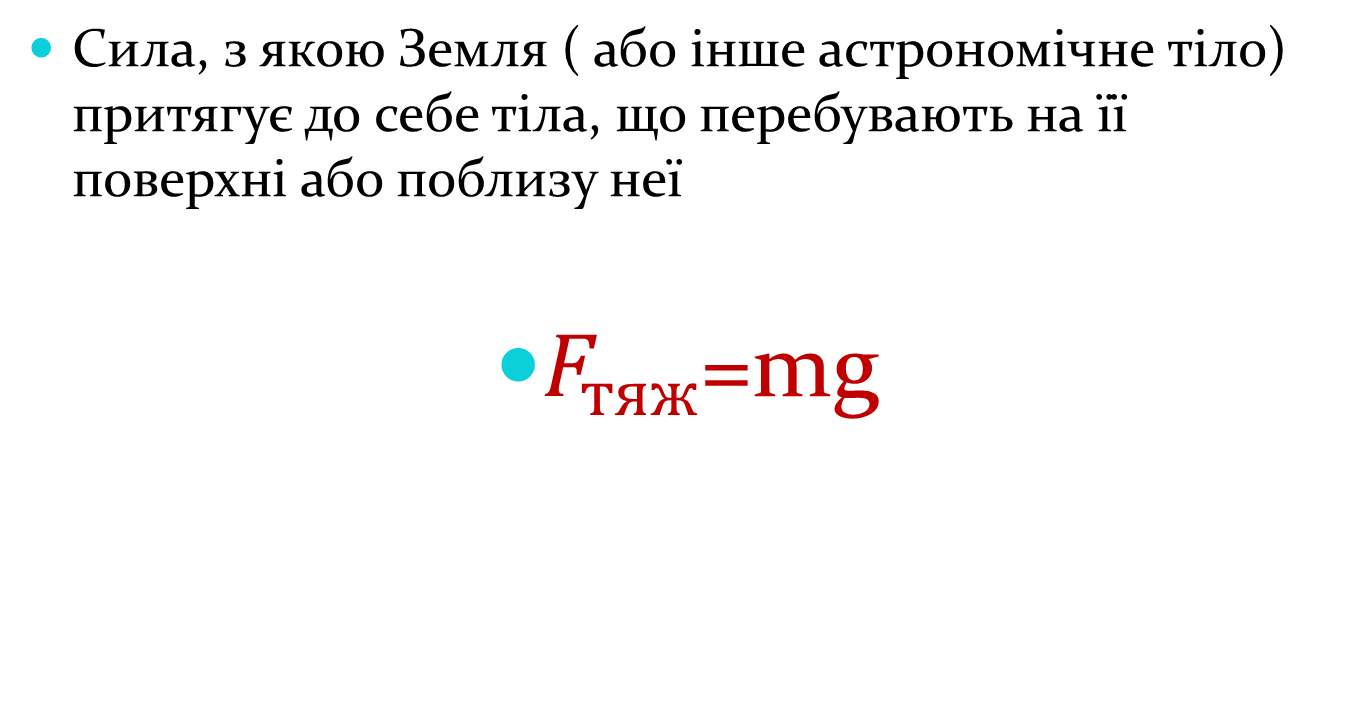 • Сила, з якою Земля ( або інше астрономічне тіло)
притягує до себе тіла, що перебувають на її
поверхні або поблизу неї
• Fтяж=mg